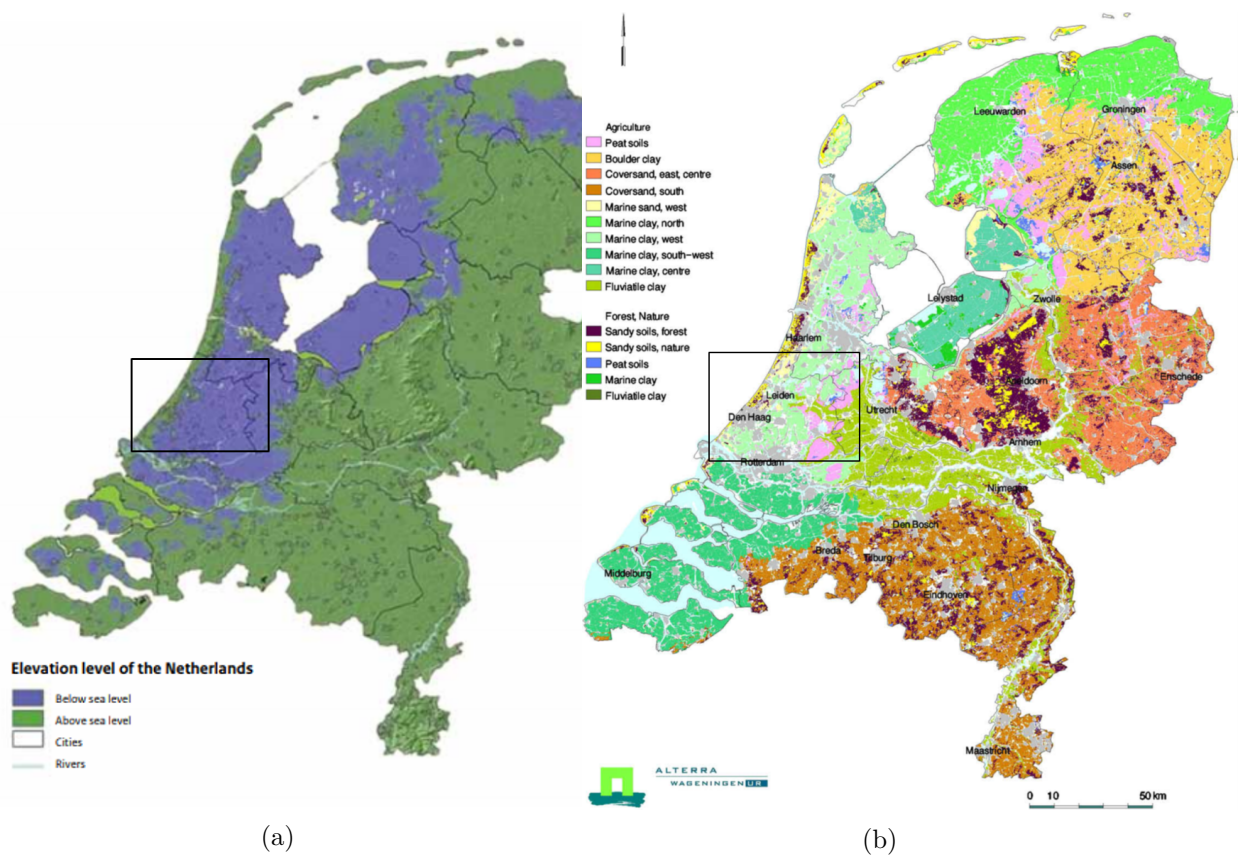 Elevation level of the Netherlands
Below sea level
Above sea level
Cities
Rivers
(a)
Agriculture
Peat soils
Boulder clay
Coversand, east, centre
Coversand, south
Marine sand, west
Marine clay, north
Marine clay, west
Marine clay, south-west
Marine clay, centre
Fluviatile clay
Forest, Nature
Sandy soils, forest
Sandy soils, nature
Peat soils
Marine clay
Fluviatile clay
Leeuwarden
Groningen
Assen
Lelystad
Zwolle
Haarlem
Leiden
Apeldoorn
Enschede
Den Haag
Utrecht
Arnhem
Rotterdam
Nijmegen
Den Bosch
Breda
Tilburg
Middelburg
Eindhoven
Maastricht
ALTERRA
WAGENINGEN UR
0 10 50 km
(b)